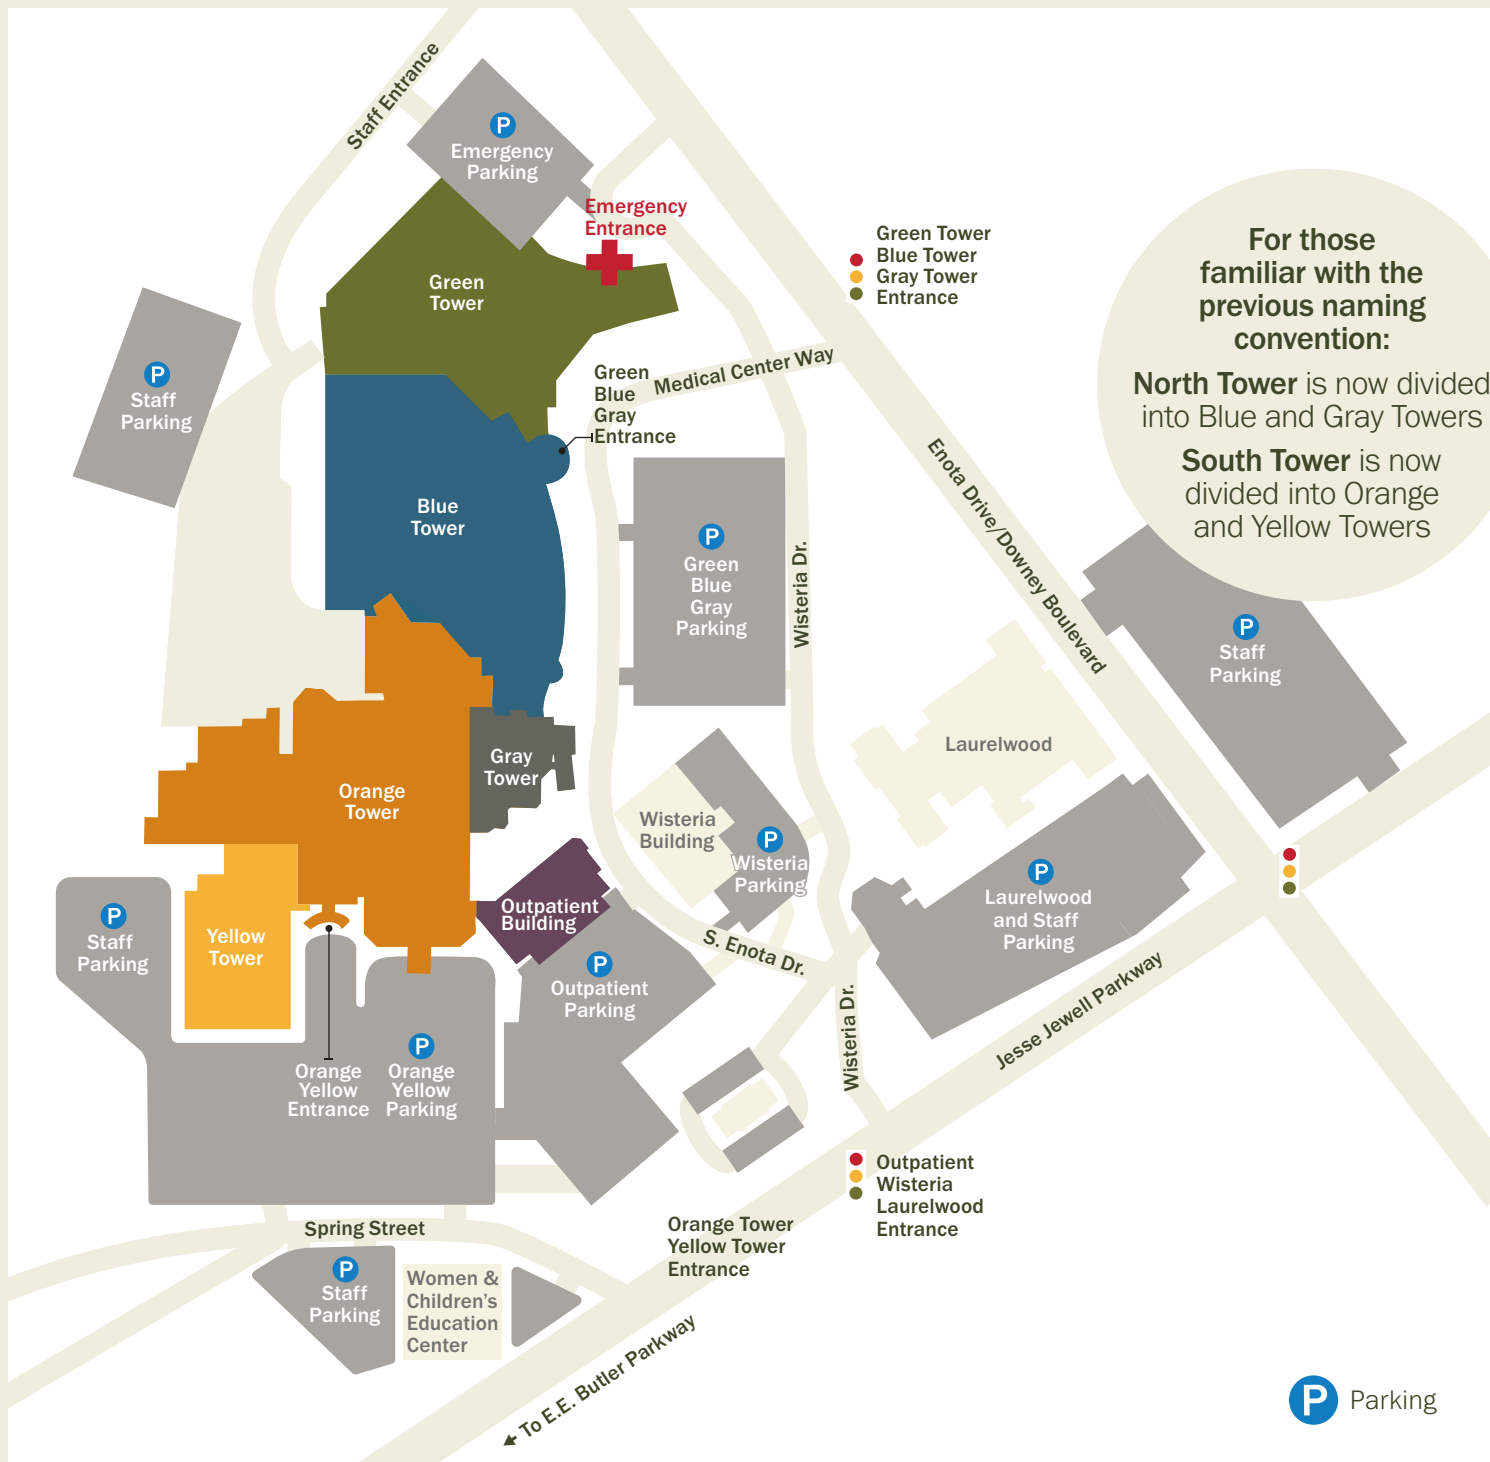 Staff Entrance
P
Emergency
Parking
Emergency
Entrance
Green
Tower
Green Tower
Blue Tower
Gray Tower
Entrance
For those
familiar with the
previous naming
convention:
North Tower is now divided
into Blue and Gray Towers
South Tower is now
divided into Orange
and Yellow Towers
P
Staff
Parking
Green
Blue
Gray
Entrance
Medical Center Way
Enota Drive/Downey Boulevard
Blue
Tower
P
Green
Blue
Gray
Parking
Wisteria Dr.
P
Staff
Parking
Laurelwood
Gray
Tower
Orange
Tower
Wisteria
Building
P
Wisteria
Parking
P
Laurelwood
and Staff
Parking
Outpatient
Building
P
Staff
Parking
Yellow
Tower
S. Enota Dr.
P
Outpatient
Parking
Wisteria Dr.
Jesse Jewell Parkway
Orange
Yellow
Entrance
P
Orange
Yellow
Parking
Outpatient
Wisteria
Laurelwood
Entrance
Spring Street
Orange Tower
Yellow Tower
Entrance
P
Staff
Parking
Women &
Children's
Education
Center
To E.E. Butler Parkway
P Parking